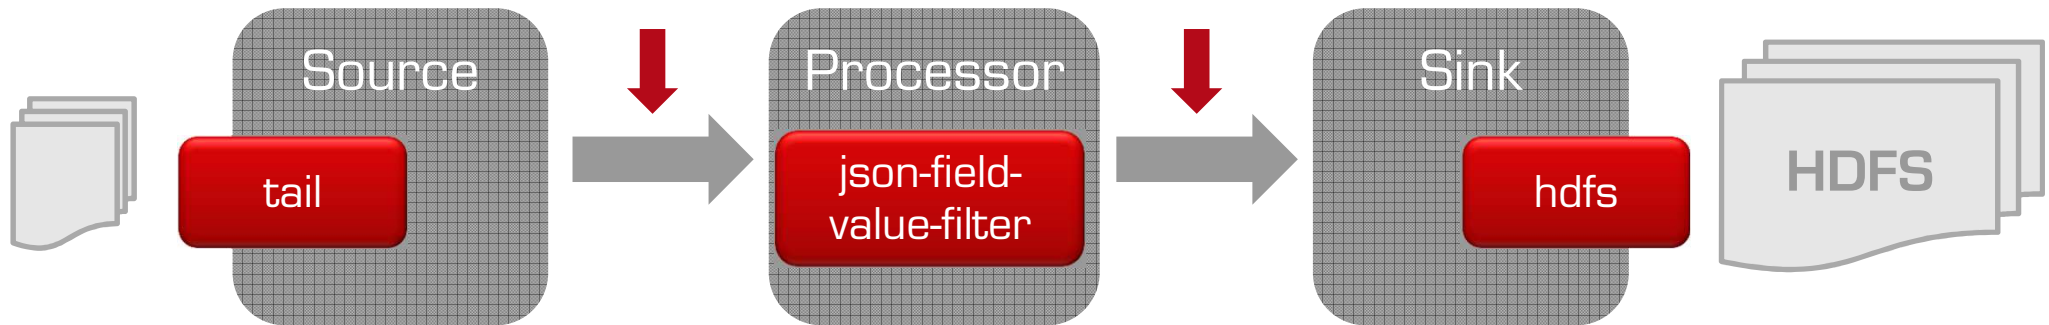 Source
tail
Processor
json-field-
value-filter
Sink
hdfs
HDFS